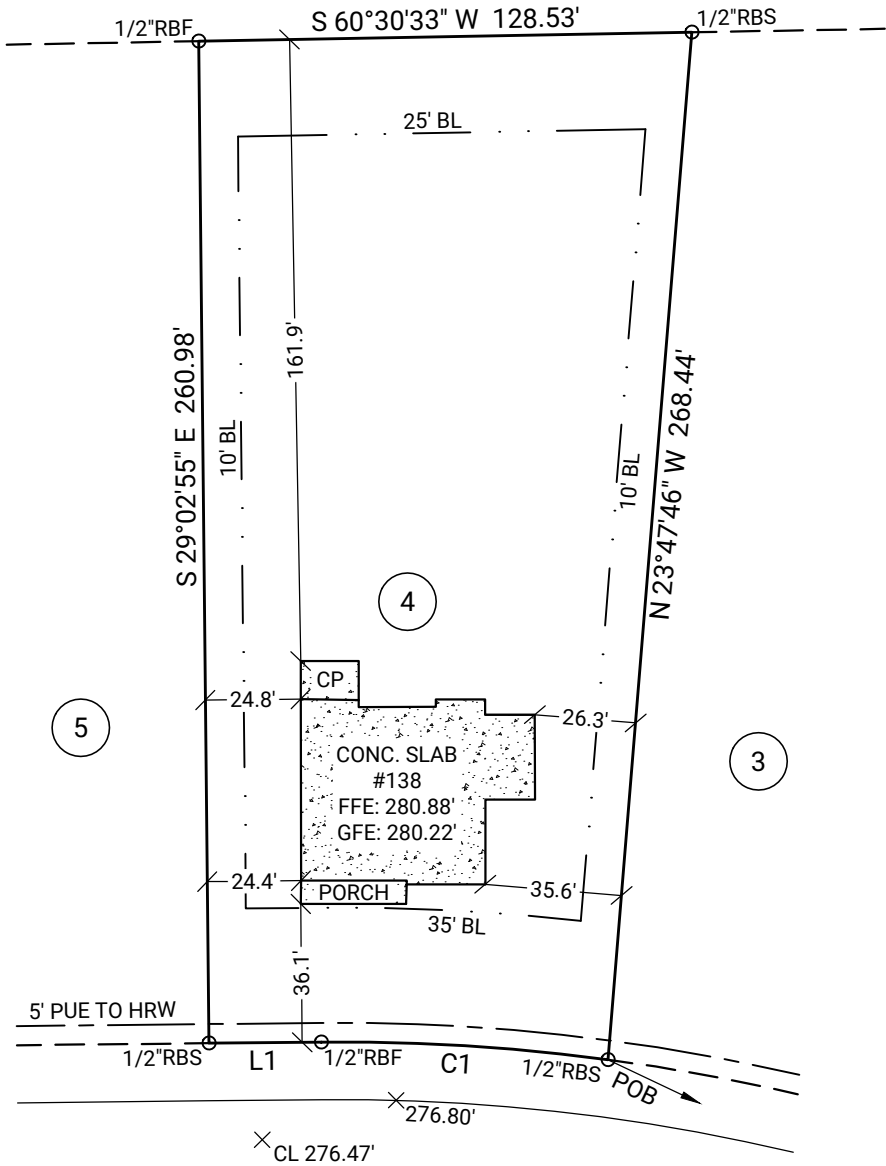 S 60°30'33" W 128.53'
1/2"RBF
1/2"RBS
25' BL
161.9'
S 29°02'55" E 260.98'
N 23°47'46" W 268.44'
10' BL
10' BL
4
5
3
CP
24.8'
26.3'
CONC. SLAB
#138
FFE: 280.88'
GFE: 280.22'
24.4'
PORCH
35.6'
35' BL
36.1'
5' PUE TO HRW
1/2"RBS
L1
1/2"RBF
C1
1/2"RBS
POB
276.80'
CL 276.47'